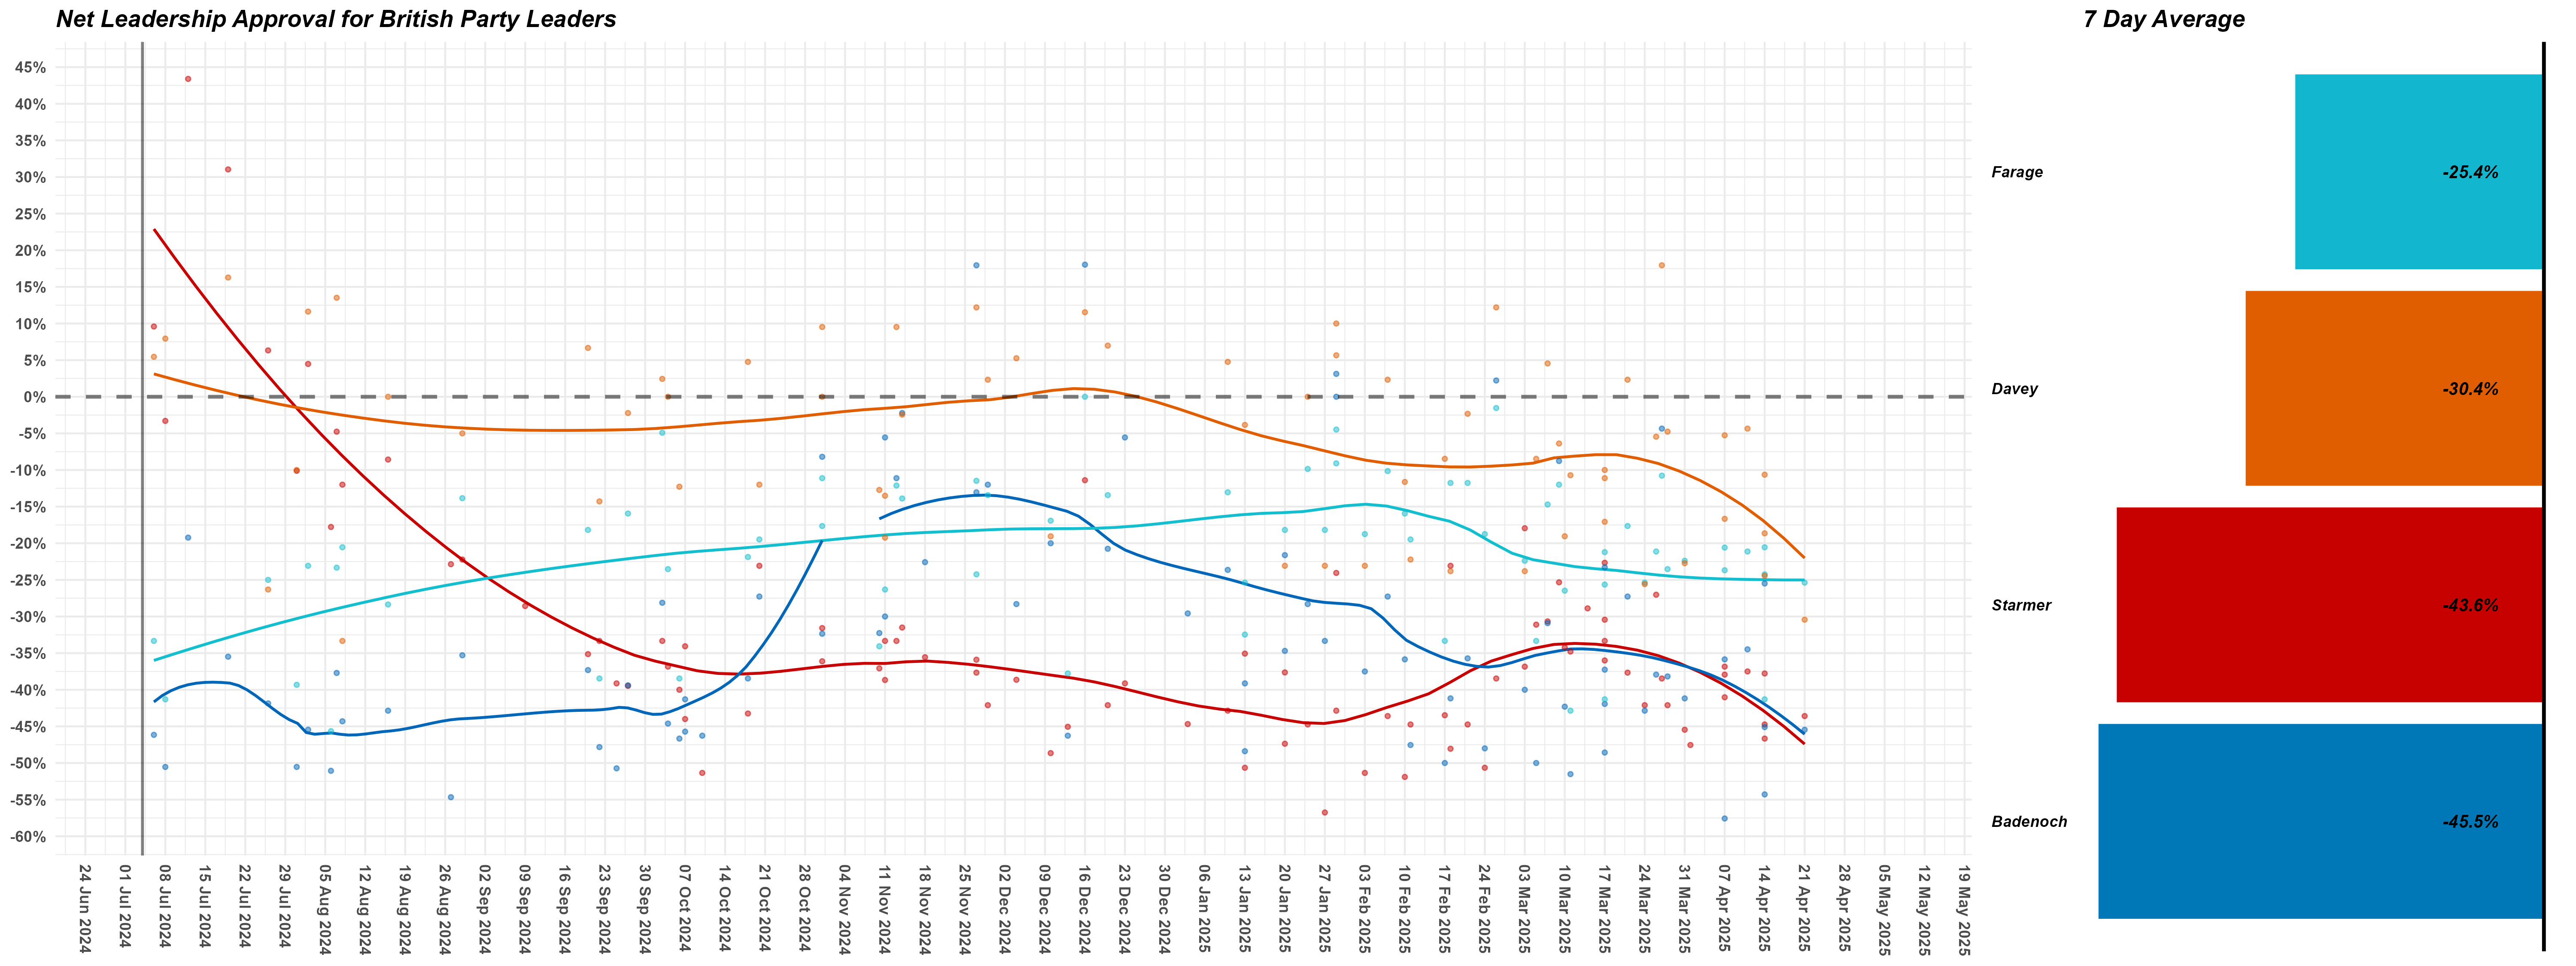 Net Leadership Approval for British Party Leaders
7 Day Average
45%
40%
35%
30%
25%
20%
15%
10%
5%
0%
-5%
-10%
-15%
-20%
-25%
-30%
-35%
-40%
-45%
-50%
-55%
-60%
24 Jun 2024
01 Jul 2024
08 Jul 2024
15 Jul 2024
22 Jul 2024
29 Jul 2024
05 Aug 2024
12 Aug 2024
19 Aug 2024
26 Aug 2024
02 Sep 2024
09 Sep 2024
16 Sep 2024
23 Sep 2024
30 Sep 2024
07 Oct 2024
14 Oct 2024
21 Oct 2024
28 Oct 2024
04 Nov 2024
11 Nov 2024
18 Nov 2024
25 Nov 2024
02 Dec 2024
09 Dec 2024
16 Dec 2024
23 Dec 2024
30 Dec 2024
06 Jan 2025
13 Jan 2025
20 Jan 2025
27 Jan 2025
03 Feb 2025
10 Feb 2025
17 Feb 2025
24 Feb 2025
03 Mar 2025
10 Mar 2025
17 Mar 2025
24 Mar 2025
31 Mar 2025
07 Apr 2025
14 Apr 2025
21 Apr 2025
28 Apr 2025
05 May 2025
12 May 2025
19 May 2025
Farage
-25.4%
Davey
-30.4%
Starmer
-43.6%
Badenoch
-45.5%